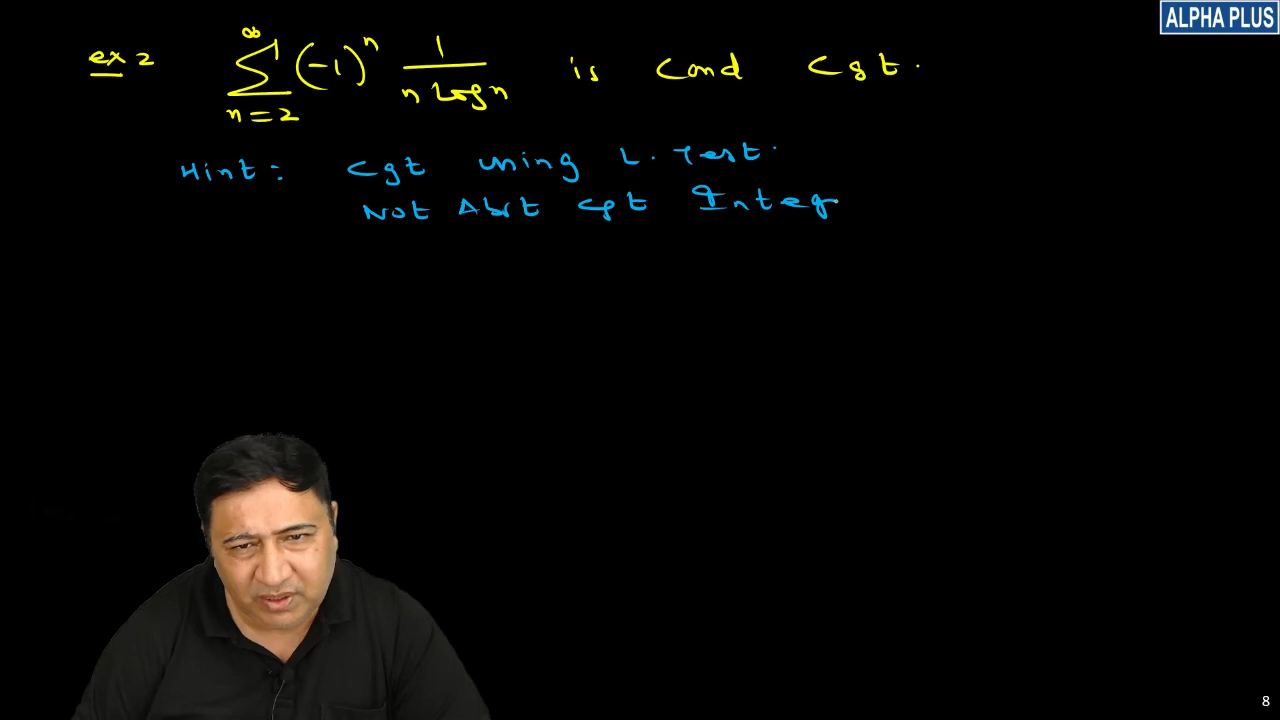 ALPHA PLUS
ex 2 ∞ ∑ n=2 (-1)^n 1/(n Log n) is Cond Cgt.
Hint: Cgt using L. Test.
Not Abst Cgt Integ
8